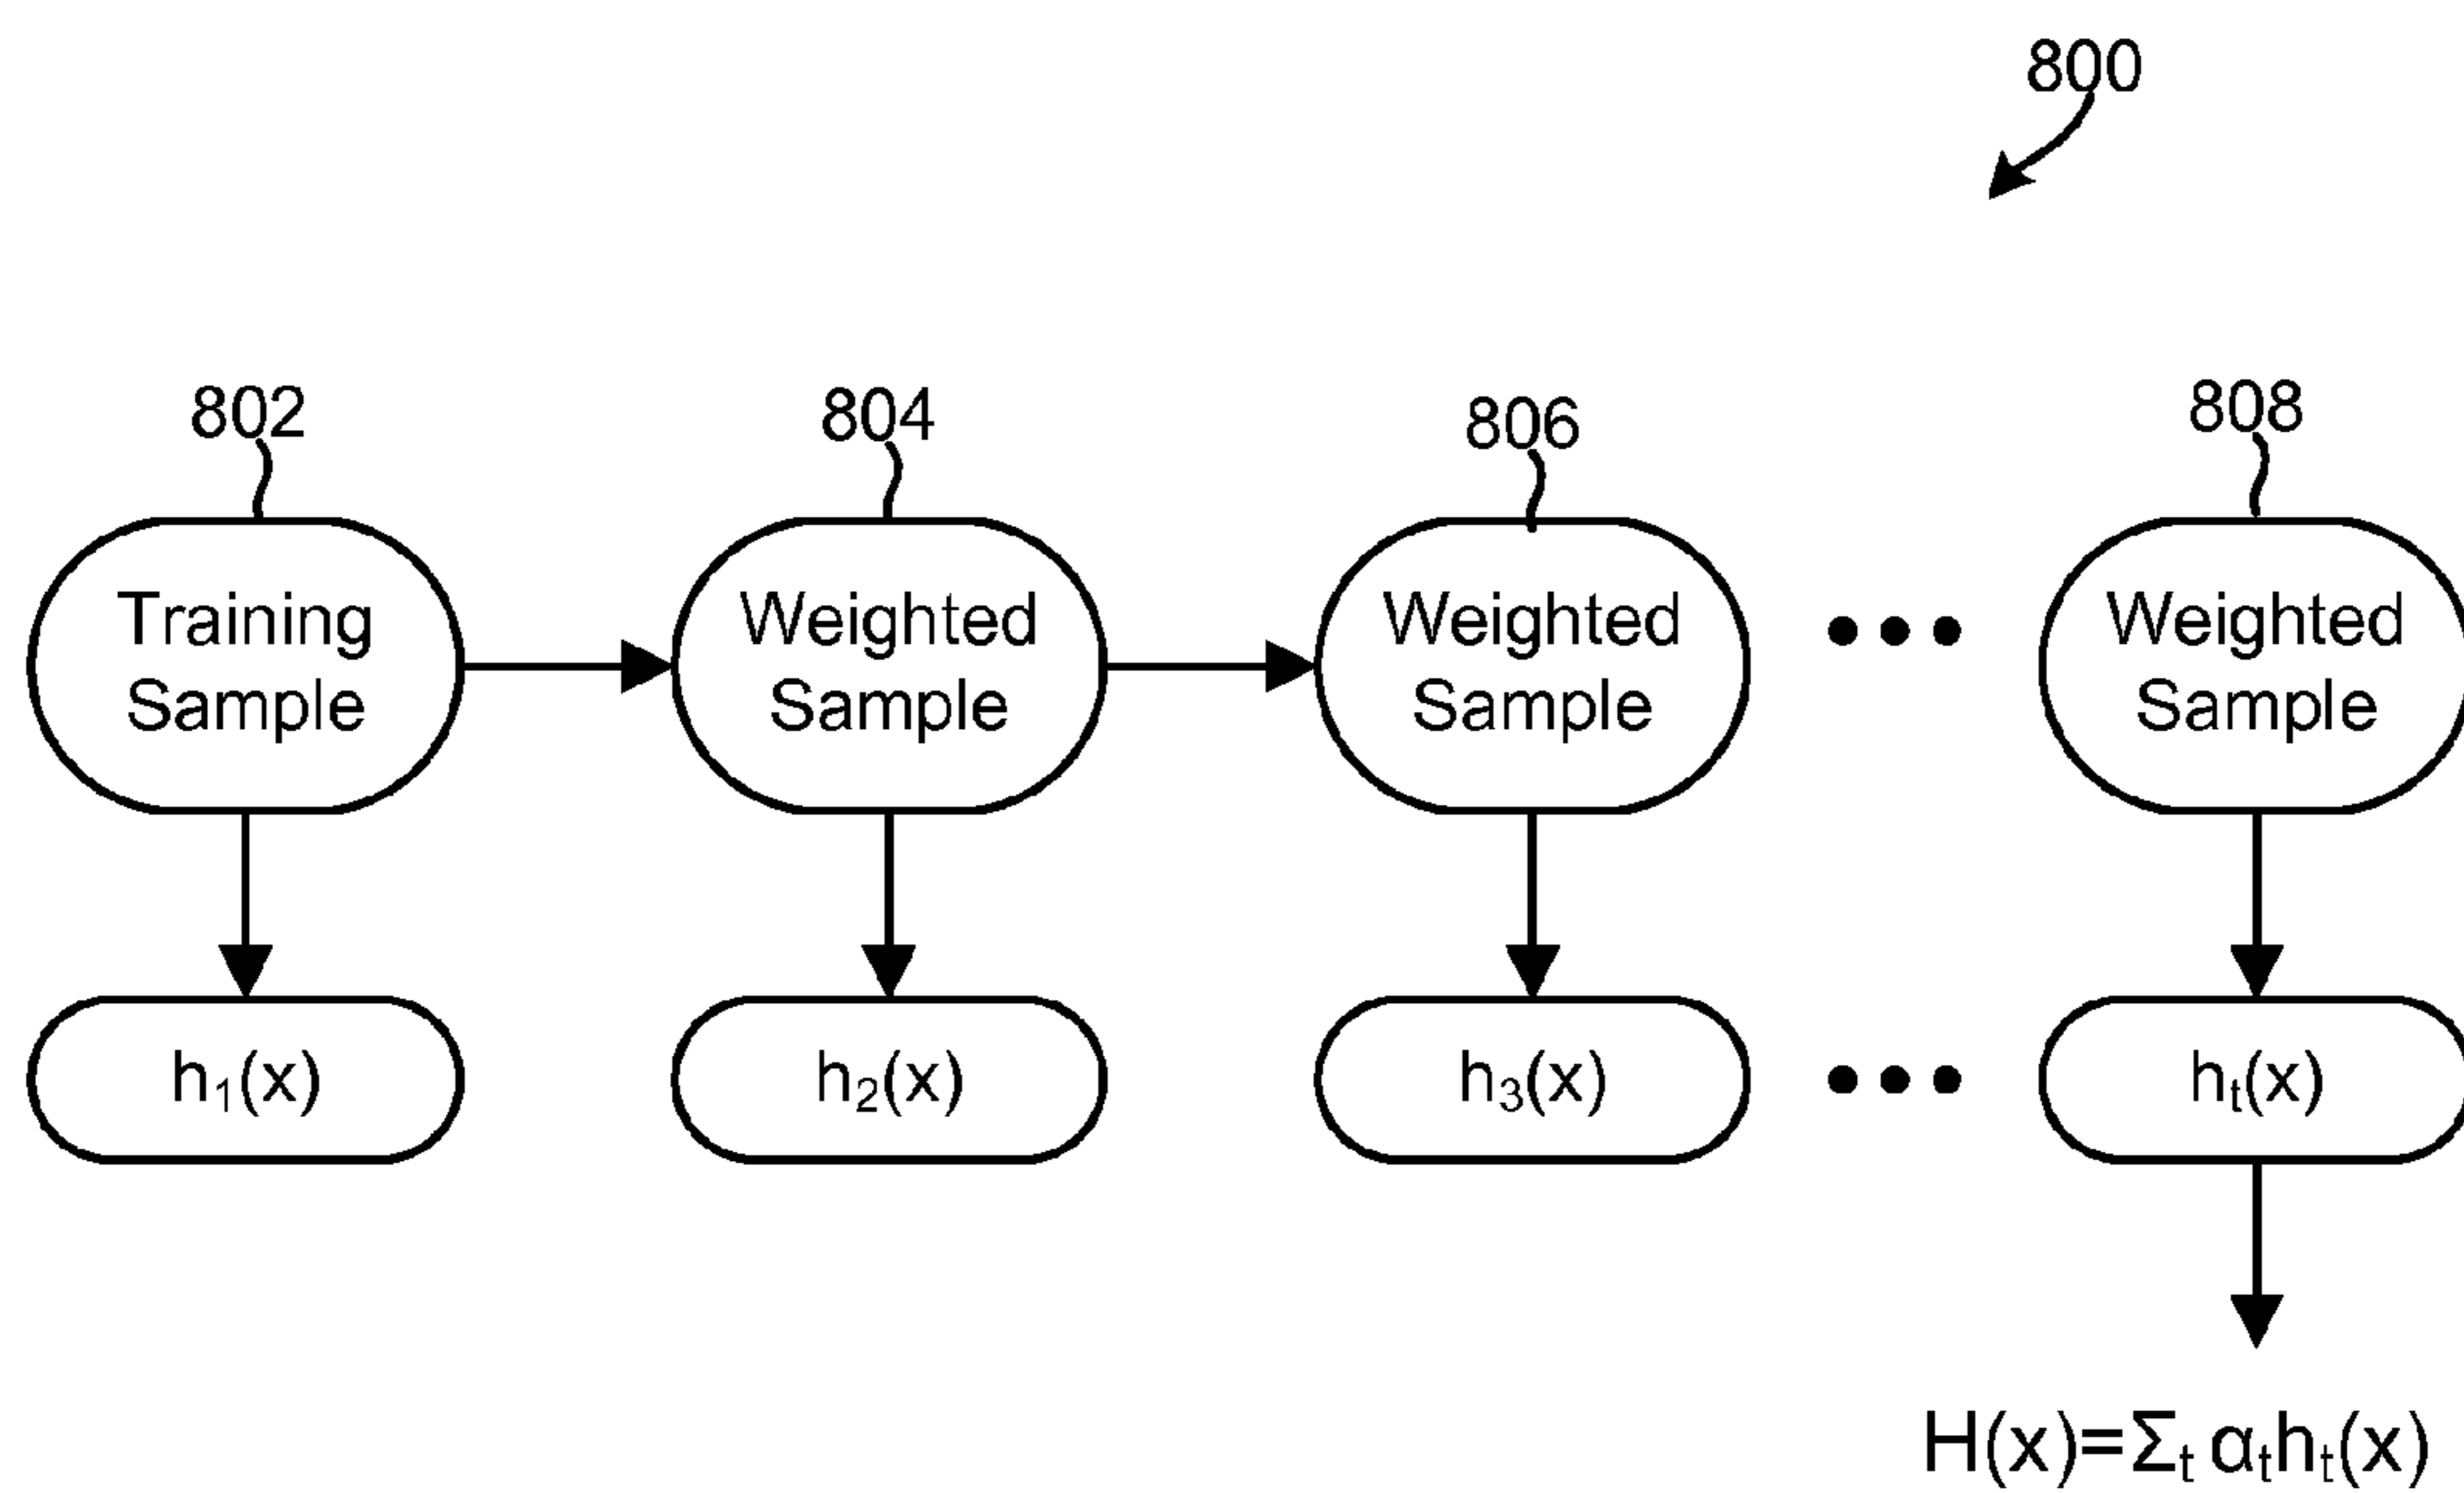 800
802
804
806
808
Training
Sample
Weighted
Sample
Weighted
Sample
Weighted
Sample
h₁(x)
h₂(x)
h₃(x)
hₜ(x)
H(x)=Σₜ αₜhₜ(x)